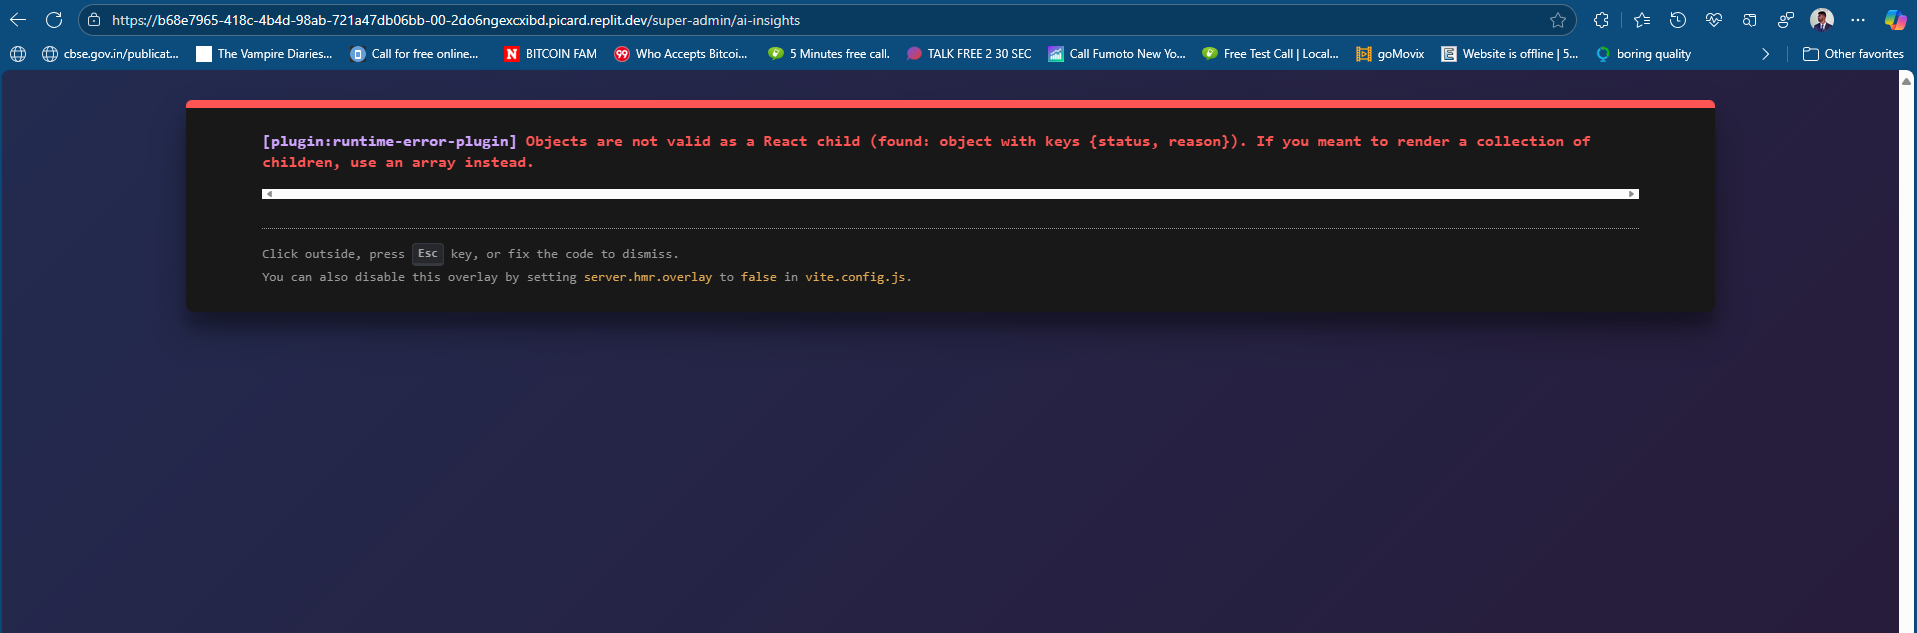 https://b68e7965-418c-4b4d-98ab-721a47db06bb-00-2do6ngexcxibd.picard.replit.dev/super-admin/ai-insights
cbse.gov.in/publicat... The Vampire Diaries... Call for free online... N BITCOIN FAM 99 Who Accepts Bitcoi... 5 Minutes free call. TALK FREE 2 30 SEC Call Fumoto New Yo... Free Test Call | Local... goMovix E Website is offline | 5... boring quality Other favorites
[plugin:runtime-error-plugin] Objects are not valid as a React child (found: object with keys {status, reason}). If you meant to render a collection of
children, use an array instead.
Click outside, press Esc key, or fix the code to dismiss.
You can also disable this overlay by setting server.hmr.overlay to false in vite.config.js.